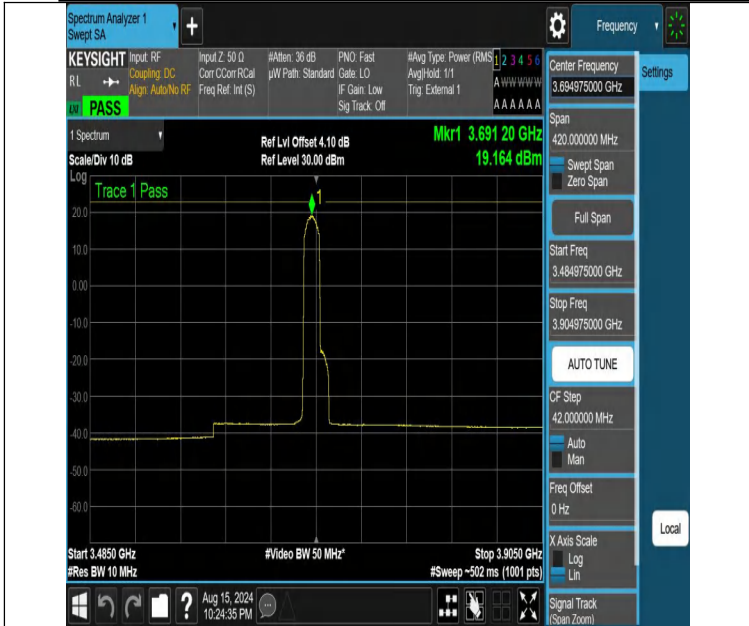 Spectrum Analyzer 1
Swept SA
+
Frequency
KEYSIGHT
RL
PASS
Input: RF
Coupling: DC
Align: Auto/No RF
Input Z: 50 Ω
Corr CCorr RCal
Freq Ref: Int (S)
#Atten: 36 dB
µW Path: Standard
PNO: Fast
Gate: LO
IF Gain: Low
Sig Track: Off
#Avg Type: Power (RMS
Avg|Hold: 1/1
Trig: External 1
1 2 3 4 5 6
A W W W W W
A A A A A A
1 Spectrum
Scale/Div 10 dB
Ref Lvl Offset 4.10 dB
Ref Level 30.00 dBm
Mkr1 3.691 20 GHz
19.164 dBm
Log
Trace 1 Pass
1
20.0
10.0
0.00
-10.0
-20.0
-30.0
-40.0
-50.0
-60.0
Start 3.4850 GHz
#Res BW 10 MHz
#Video BW 50 MHz*
Stop 3.9050 GHz
#Sweep ~502 ms (1001 pts)
Center Frequency
3.694975000 GHz
Settings
Span
420.000000 MHz
Swept Span
Zero Span
Full Span
Start Freq
3.484975000 GHz
Stop Freq
3.904975000 GHz
AUTO TUNE
CF Step
42.000000 MHz
Auto
Man
Freq Offset
0 Hz
X Axis Scale
Log
Lin
Local
Signal Track
(Span Zoom)
?
Aug 15, 2024
10:24:35 PM